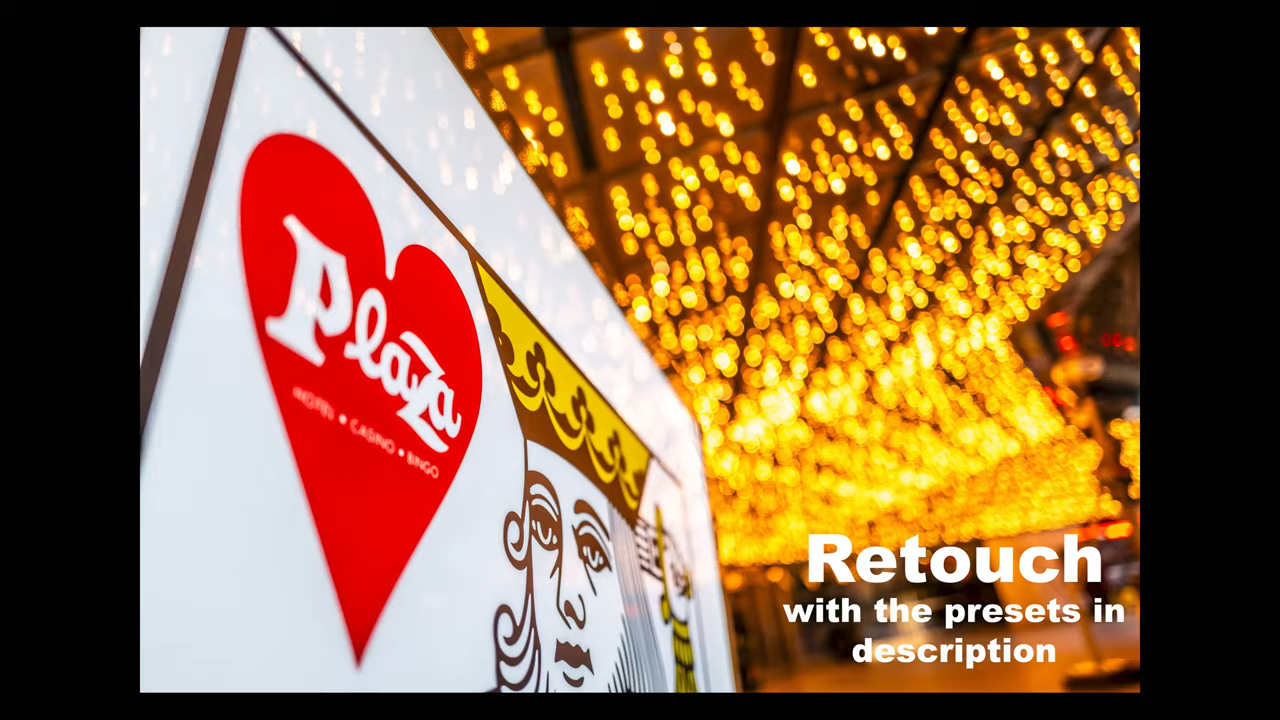 Plaza
HOTEL • CASINO • BINGO
Retouch
with the presets in
description